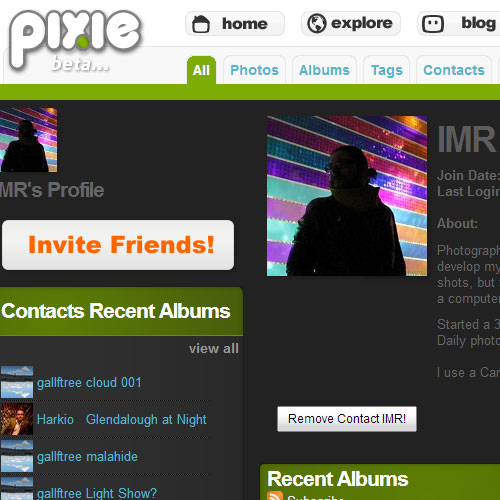 pixie
beta...
home
explore
blog
All
Photos
Albums
Tags
Contacts
IMR
Join Date:
Last Login
About:
Photograph
develop my
shots, but
a computer
Started a 3
Daily photo
I use a Can
MR's Profile
Invite Friends!
Contacts Recent Albums
view all
gallftree cloud 001
Harkio Glendalough at Night
gallftree malahide
gallftree Light Show?
Remove Contact IMR!
Recent Albums
Subscribe